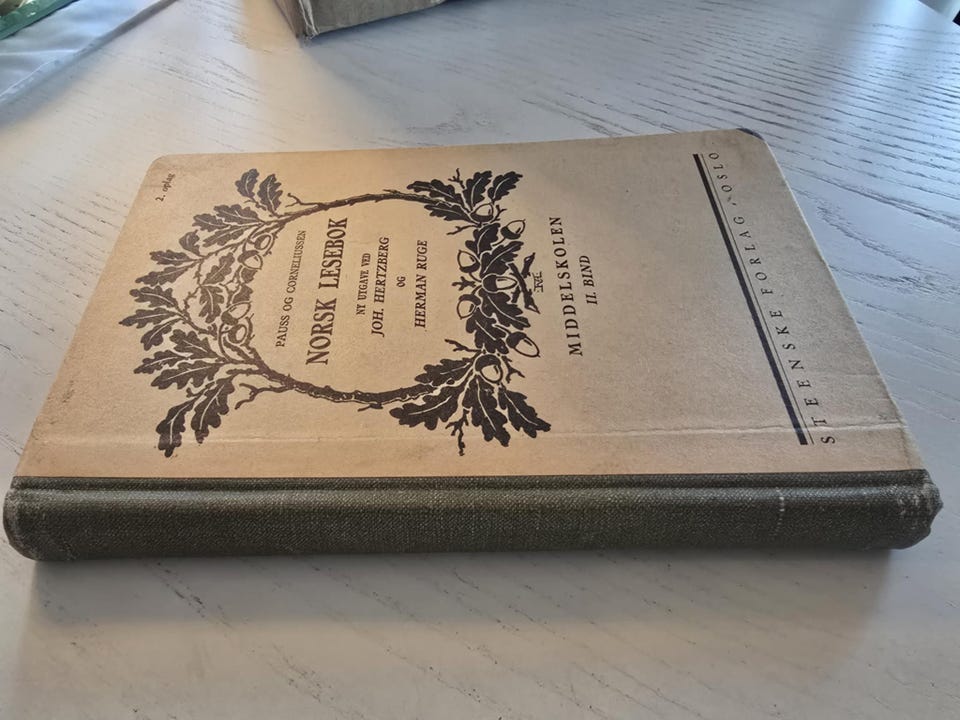 2. oplag
PAUSS OG CORNELIUSSEN
NORSK LESEBOK
NY UTGAVE VED
JOH. HERTZBERG
OG
HERMAN RUGE
MIDDELSKOLEN
II. BIND
STEENSKE FORLAG • OSLO